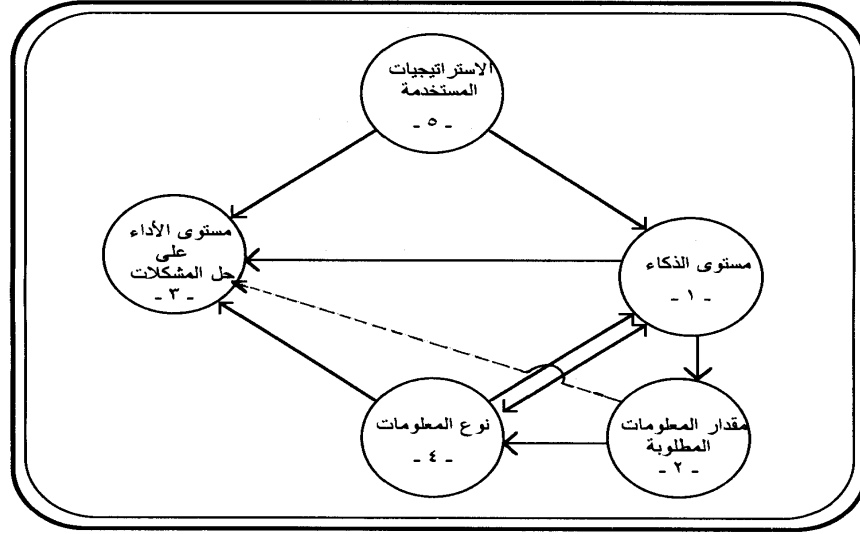 الاستراتيجيات
المستخدمة
- ٥ -
مستوى الأداء
على
حل المشكلات
- ٣ -
مستوى الذكاء
- ١ -
نوع المعلومات
- ٤ -
مقدار المعلومات
المطلوبة
- ٢ -